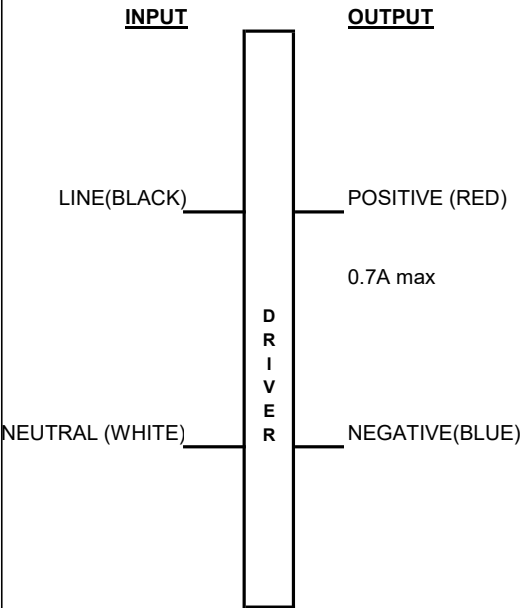 INPUT OUTPUT
LINE(BLACK) POSITIVE (RED)
0.7A max
D
R
I
V
E
R
NEUTRAL (WHITE) NEGATIVE(BLUE)